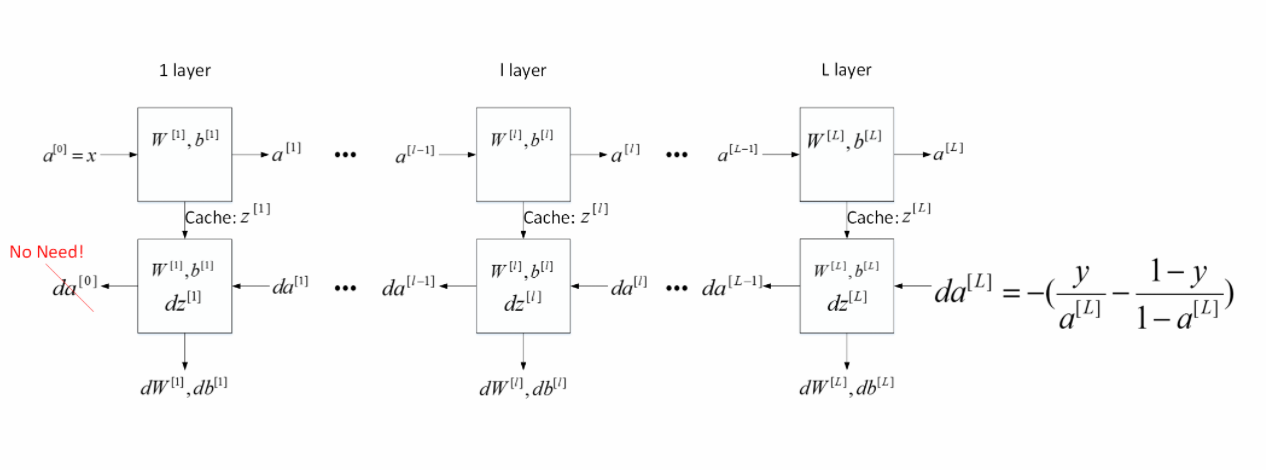 1 layer l layer L layer
a^[0] = x W^[1], b^[1] a^[1] ••• a^[l-1] W^[l], b^[l] a^[l] ••• a^[L-1] W^[L], b^[L] a^[L]
Cache: z^[1] Cache: z^[l] Cache: z^[L]
No Need!
da^[0] W^[1], b^[1] dz^[1] da^[1] ••• da^[l-1] W^[l], b^[l] dz^[l] da^[l] ••• da^[L-1] W^[L], b^[L] dz^[L] da^[L] = -(y/a^[L] - (1-y)/(1-a^[L]))
dW^[1], db^[1] dW^[l], db^[l] dW^[L], db^[L]